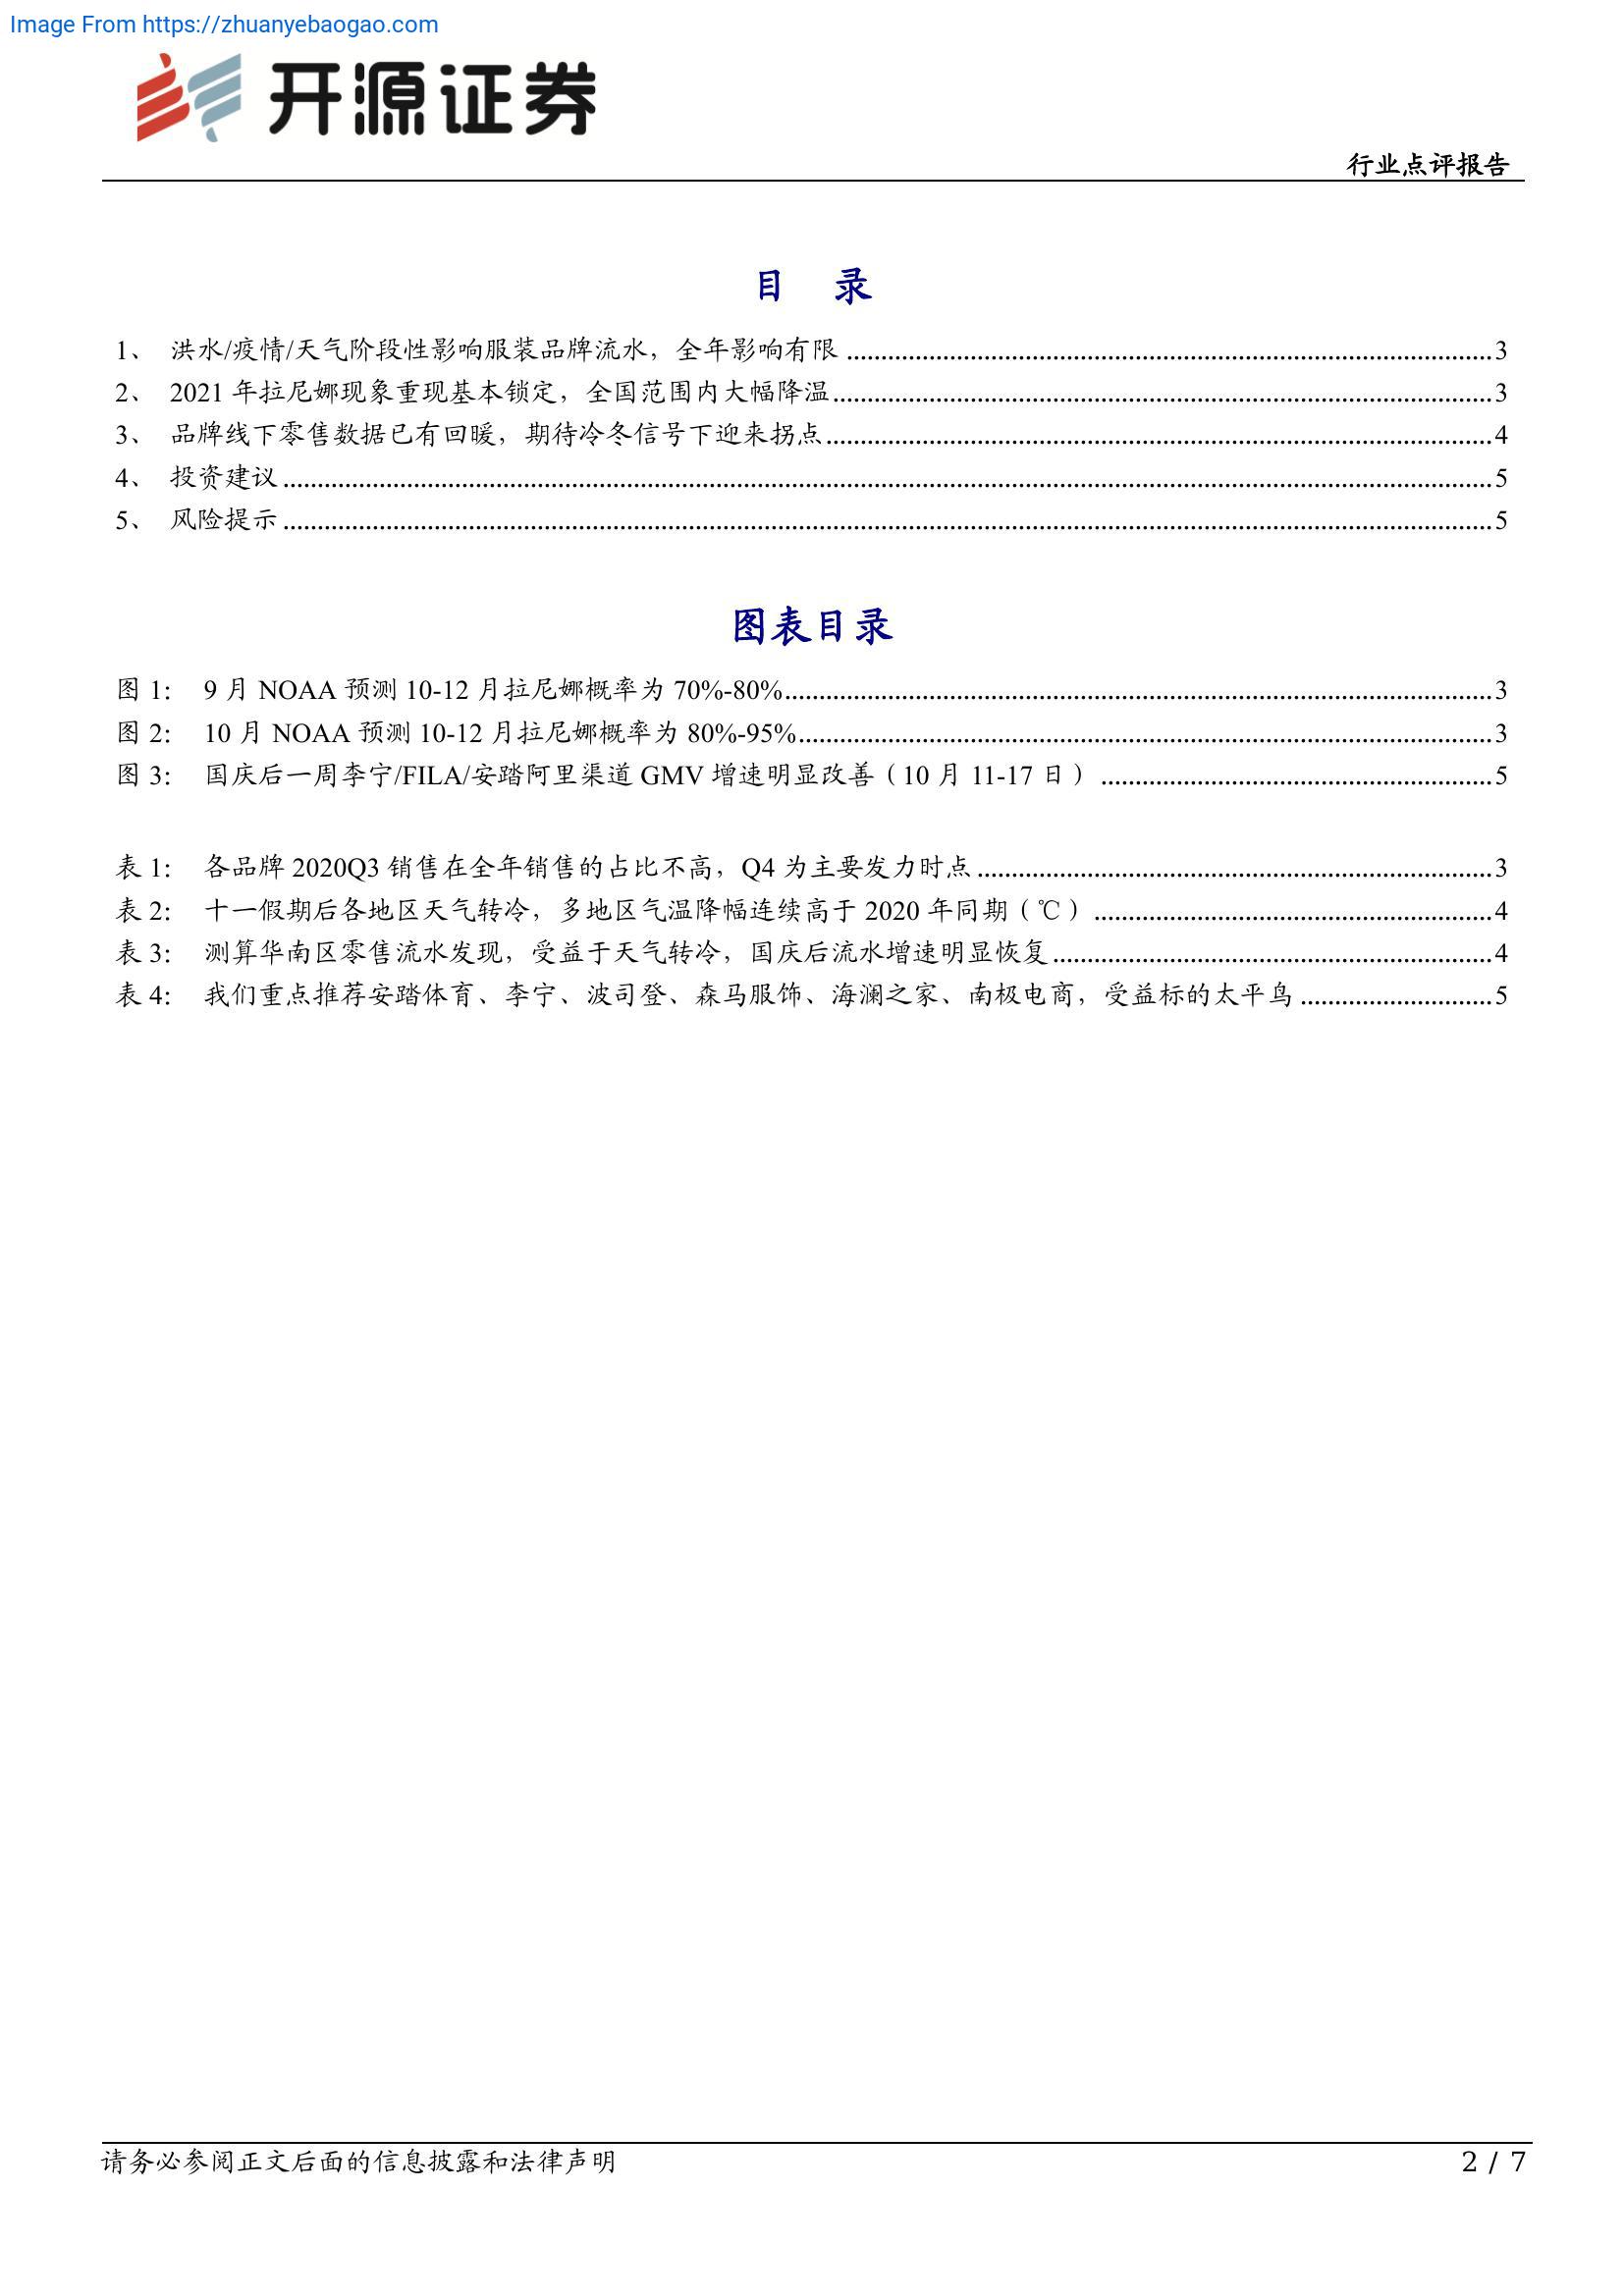 Image From https://zhuanyebaogao.com
开源证券
行业点评报告
目 录
1、 洪水/疫情/天气阶段性影响服装品牌流水，全年影响有限 ........ 3
2、 2021 年拉尼娜现象重现基本锁定，全国范围内大幅降温 ........ 3
3、 品牌线下零售数据已有回暖，期待冷冬信号下迎来拐点 ........ 4
4、 投资建议 ........ 5
5、 风险提示 ........ 5
图表目录
图 1： 9 月 NOAA 预测 10-12 月拉尼娜概率为 70%-80% ........ 3
图 2： 10 月 NOAA 预测 10-12 月拉尼娜概率为 80%-95% ........ 3
图 3： 国庆后一周李宁/FILA/安踏阿里渠道 GMV 增速明显改善（10 月 11-17 日） ........ 5
表 1： 各品牌 2020Q3 销售在全年销售的占比不高，Q4 为主要发力时点 ........ 3
表 2： 十一假期后各地区天气转冷，多地区气温降幅连续高于 2020 年同期（℃） ........ 4
表 3： 测算华南区零售流水发现，受益于天气转冷，国庆后流水增速明显恢复 ........ 4
表 4： 我们重点推荐安踏体育、李宁、波司登、森马服饰、海澜之家、南极电商，受益标的太平鸟 ........ 5
请务必参阅正文后面的信息披露和法律声明
2 / 7